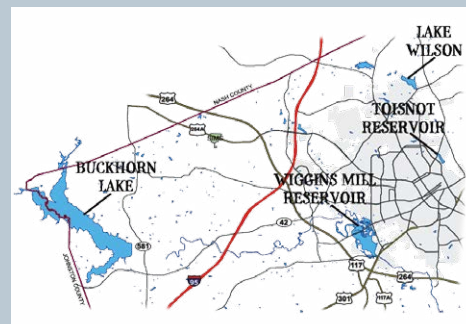 LAKE
WILSON
264
NASH COUNTY
TOISNOT
RESERVOIR
264A
BUCKHORN
LAKE
WIGGINS MILL
RESERVOIR
42
581
JOHNSTON COUNTY
117
264
95
301
117A